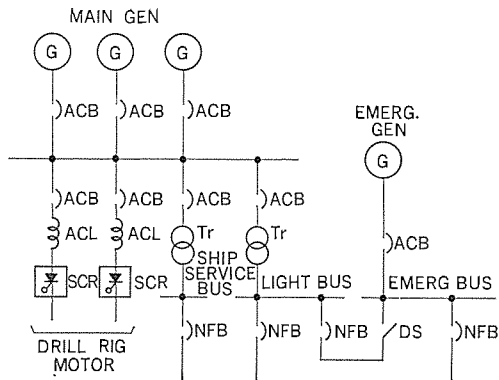 MAIN GEN
G G G
ACB ACB ACB
EMERG.
GEN
G
ACB ACB ACB ACB
ACL ACL Tr Tr
ACB
SCR SCR
SHIP
SERVICE
BUS
LIGHT BUS
EMERG BUS
NFB NFB NFB DS NFB
DRILL RIG
MOTOR